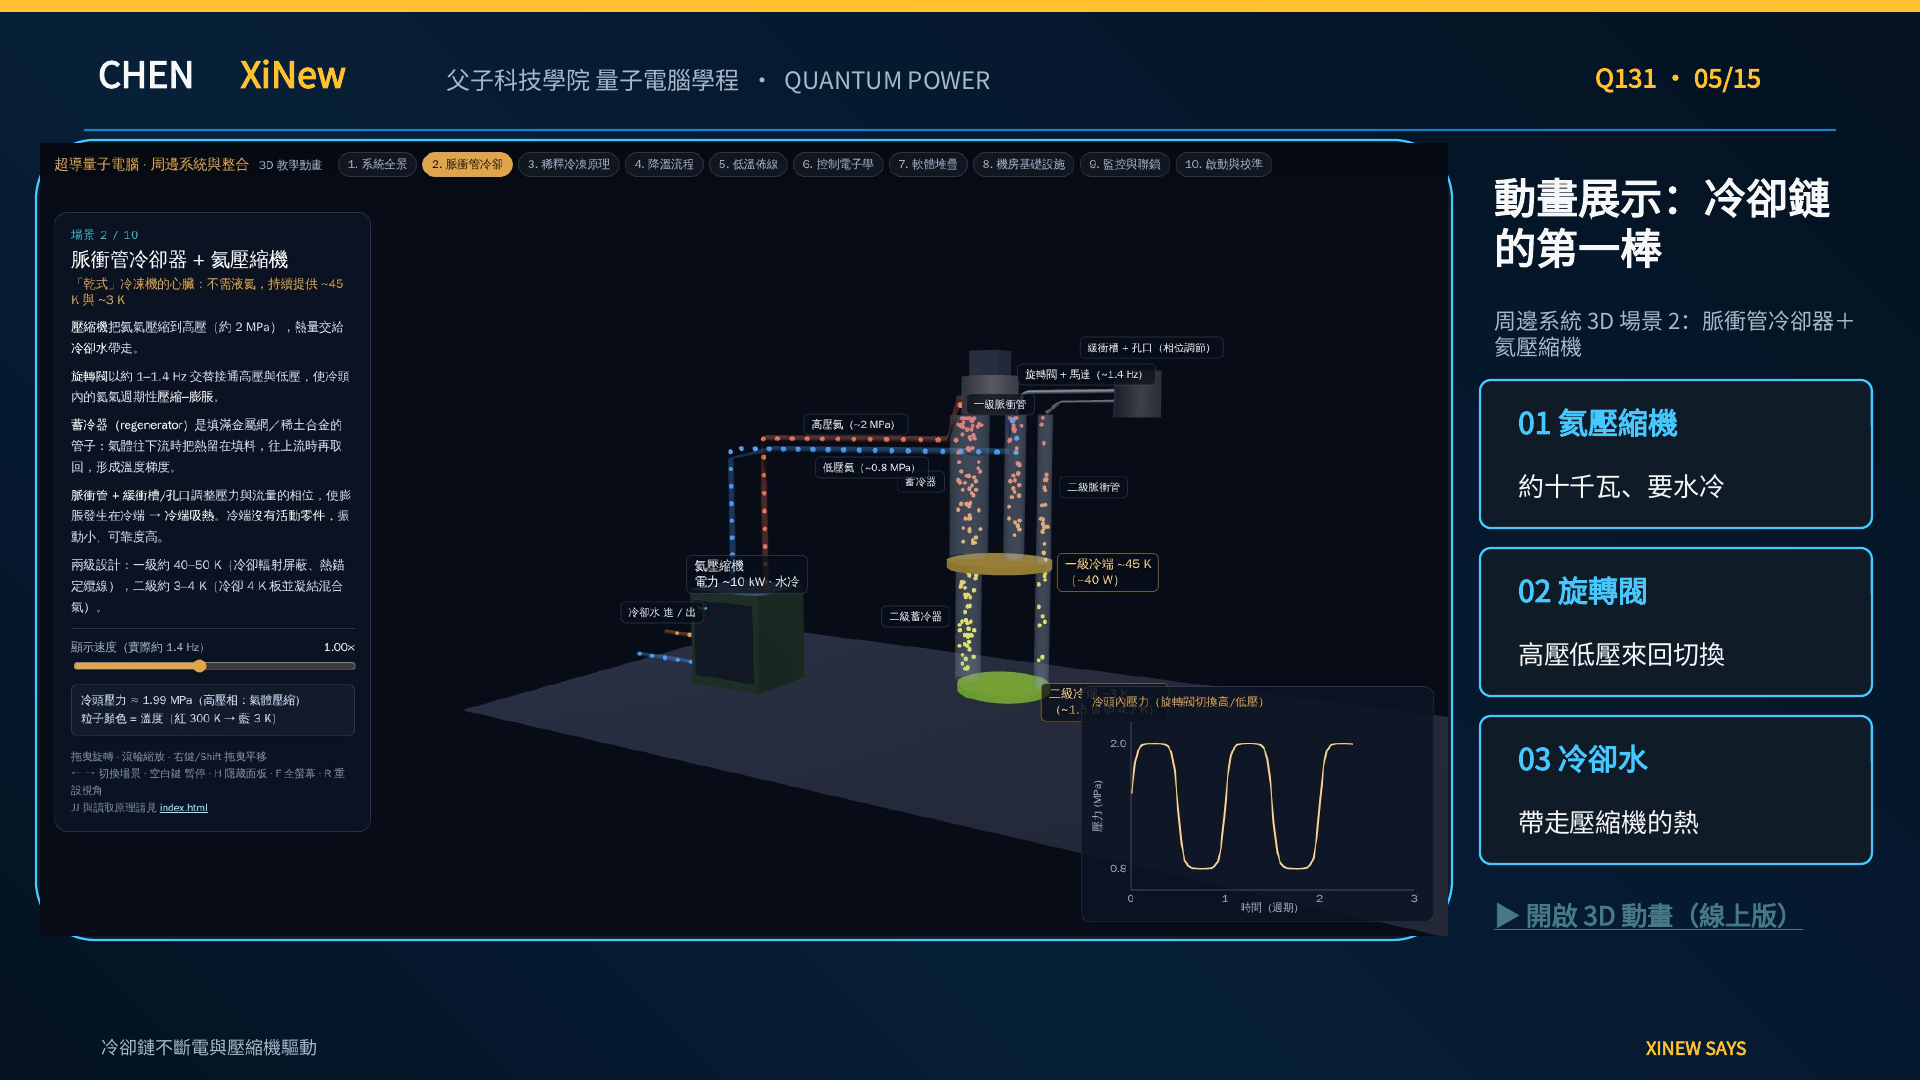 CHEN XiNew
父子科技學院 量子電腦學程 ・ QUANTUM POWER
Q131 ・ 05/15
超導量子電腦 · 周邊系統與整合 3D 教學動畫
1. 系統全景
2. 脈衝管冷卻
3. 稀釋冷凍原理
4. 降溫流程
5. 低溫佈線
6. 控制電子學
7. 軟體堆疊
8. 機房基礎設施
9. 監控與聯鎖
10. 啟動與校準
場景 2 / 10
脈衝管冷卻器 + 氦壓縮機
「乾式」冷凍機的心臟：不需液氦，持續提供 ~45
K 與 ~3 K
壓縮機把氦氣壓縮到高壓（約 2 MPa），熱量交給
冷卻水帶走。
旋轉閥以約 1–1.4 Hz 交替接通高壓與低壓，使冷頭
內的氦氣週期性壓縮–膨脹。
蓄冷器（regenerator）是填滿金屬網／稀土合金的
管子：氣體往下流時把熱留在填料，往上流時再取
回，形成溫度梯度。
脈衝管 + 緩衝槽/孔口調整壓力與流量的相位，使膨
脹發生在冷端 → 冷端吸熱。冷端沒有活動零件，振
動小、可靠度高。
兩級設計：一級約 40–50 K（冷卻輻射屏蔽、熱錨
定纜線），二級約 3–4 K（冷卻 4 K 板並凝結混合
氣）。
顯示速度（實際約 1.4 Hz） 1.00×
冷頭壓力 ≈ 1.99 MPa（高壓相：氣體壓縮）
粒子顏色 = 溫度（紅 300 K → 藍 3 K）
拖曳旋轉 · 滾輪縮放 · 右鍵/Shift 拖曳平移
← → 切換場景 · 空白鍵 暫停 · H 隱藏面板 · F 全螢幕 · R 重
設視角
JJ 與讀取原理請見 index.html
緩衝槽 + 孔口（相位調節）
旋轉閥 + 馬達（~1.4 Hz）
一級脈衝管
高壓氦（~2 MPa）
低壓氦（~0.8 MPa）
蓄冷器
二級脈衝管
氦壓縮機
電力 ~10 kW · 水冷
冷卻水 進 / 出
一級冷端 ~45 K
（~40 W）
二級蓄冷器
二級冷端 ~3 K
冷頭內壓力（旋轉閥切換高/低壓）
2.0
壓力 (MPa)
0.8
0 1 2 3
時間（週期）
動畫展示：冷卻鏈
的第一棒
周邊系統 3D 場景 2：脈衝管冷卻器＋
氦壓縮機
01 氦壓縮機
約十千瓦、要水冷
02 旋轉閥
高壓低壓來回切換
03 冷卻水
帶走壓縮機的熱
▶ 開啟 3D 動畫（線上版）
冷卻鏈不斷電與壓縮機驅動
XINEW SAYS